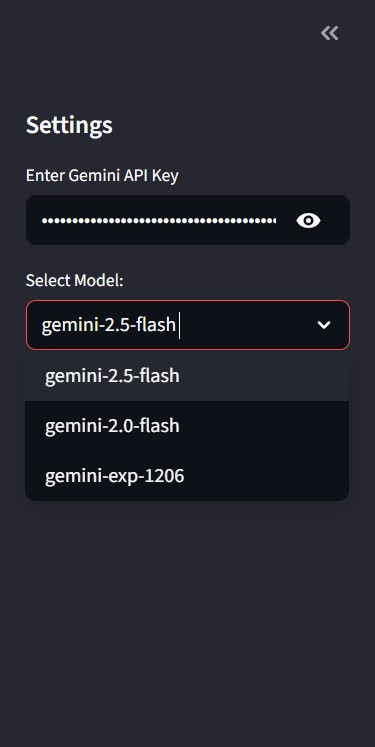 Settings
Enter Gemini API Key
Select Model:
gemini-2.5-flash
gemini-2.5-flash
gemini-2.0-flash
gemini-exp-1206